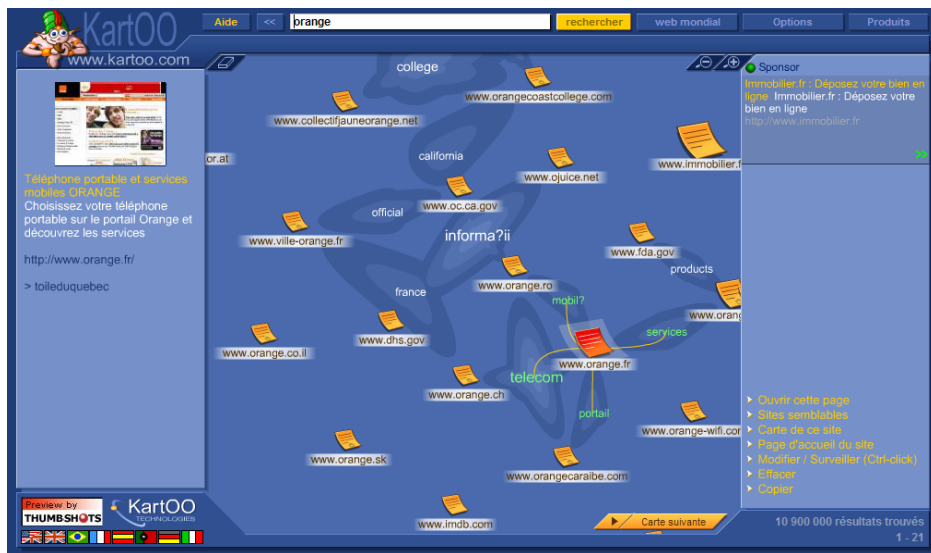 KartOO
www.kartoo.com
Aide
<<
orange
rechercher
web mondial
Options
Produits
Téléphone portable et services
mobiles ORANGE
Choisissez votre téléphone
portable sur le portail Orange et
découvrez les services
http://www.orange.fr/
> toileduquebec
Preview by
THUMBSHOTS
KartOO
TECHNOLOGIES
college
www.orangecoastcollege.com
www.collectifjauneorange.net
or.at
california
www.immobilier.f
www.ojuice.net
www.oc.ca.gov
official
www.ville-orange.fr
informa?ii
www.fda.gov
products
www.orange.ro
france
mobil?
www.orang
www.dhs.gov
services
www.orange.co.il
www.orange.fr
telecom
www.orange.ch
portail
www.orange-wifi.cor
www.orange.sk
www.orangecaraibe.com
www.imdb.com
Carte suivante
Sponsor
Immobilier.fr : Déposez votre bien en
ligne Immobilier.fr : Déposez votre
bien en ligne
http://www.immobilier.fr
>>
Ouvrir cette page
Sites semblables
Carte de ce site
Page d'accueil du site
Modifier / Surveiller (Ctrl-click)
Effacer
Copier
10 900 000 résultats trouvés
1 - 21